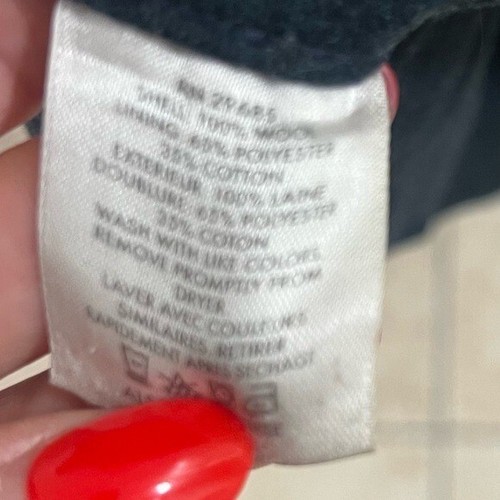 RN 29685
SHELL: 100% WOOL
LINING: 65% POLYESTER
35% COTTON
EXTERIEUR: 100% LAINE
DOUBLURE: 65% POLYESTER
35% COTON
WASH WITH LIKE COLORS
REMOVE PROMPTLY FROM
DRYER
LAVER AVEC COULEURS
SIMILAIRES. RETIRER
RAPIDEMENT APRES SECHAGE